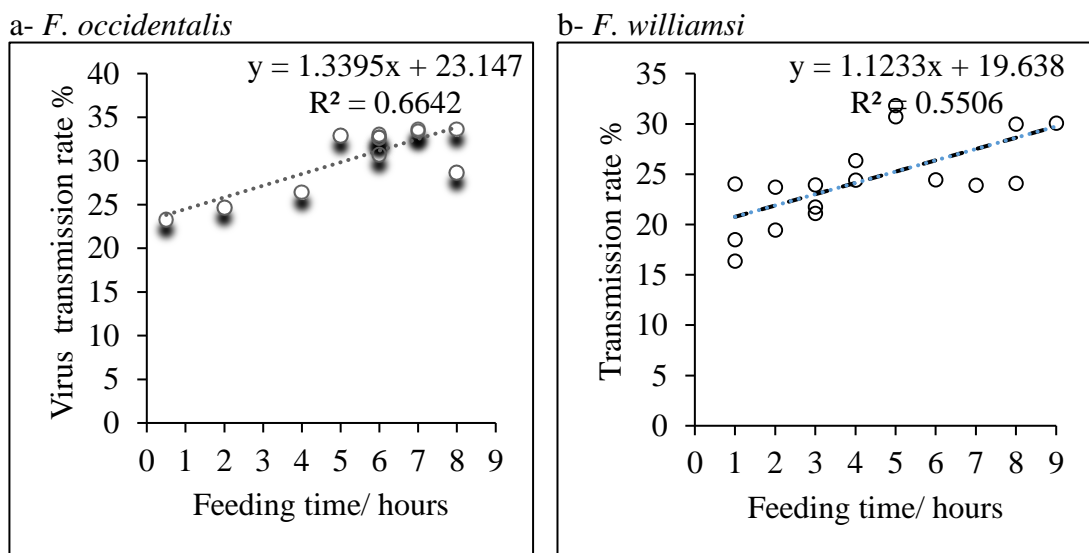 a- F. occidentalis
y = 1.3395x + 23.147
R² = 0.6642
Virus transmission rate %
40
35
30
25
20
15
10
5
0
0 1 2 3 4 5 6 7 8 9
Feeding time/ hours
b- F. williamsi
y = 1.1233x + 19.638
R² = 0.5506
Transmission rate %
35
30
25
20
15
10
5
0
0 1 2 3 4 5 6 7 8 9
Feeding time/ hours